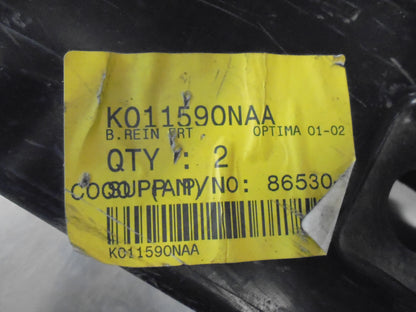 K011590NAA
B.REIN FRT OPTIMA 01-02
QTY : 2
P/NO: 86530
K011590NAA